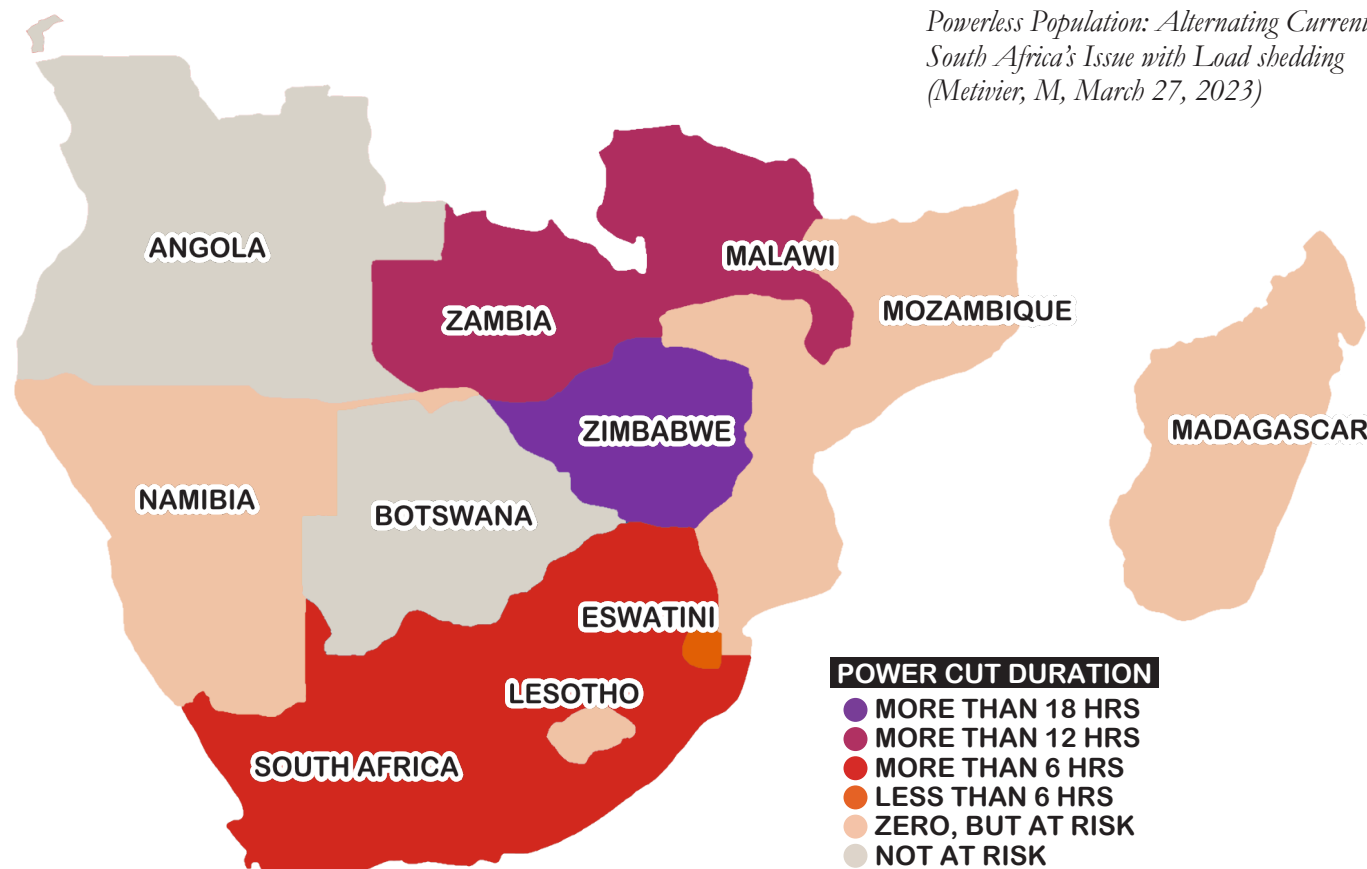 Powerless Population: Alternating Current
South Africa's Issue with Load shedding
(Metivier, M, March 27, 2023)
ANGOLA
ZAMBIA
MALAWI
MOZAMBIQUE
ZIMBABWE
MADAGASCAR
NAMIBIA
BOTSWANA
ESWATINI
LESOTHO
SOUTH AFRICA
POWER CUT DURATION
MORE THAN 18 HRS
MORE THAN 12 HRS
MORE THAN 6 HRS
LESS THAN 6 HRS
ZERO, BUT AT RISK
NOT AT RISK